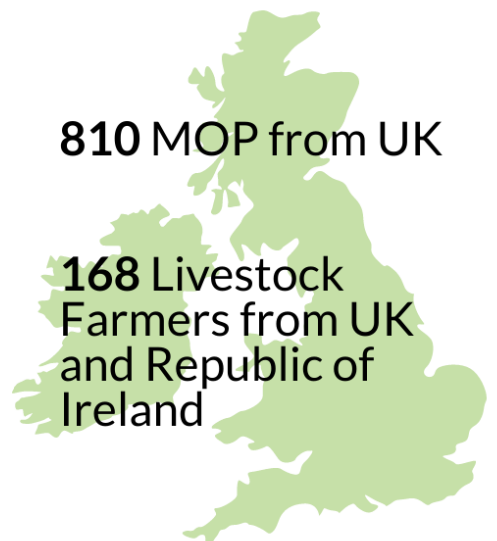 810 MOP from UK
168 Livestock
Farmers from UK
and Republic of
Ireland